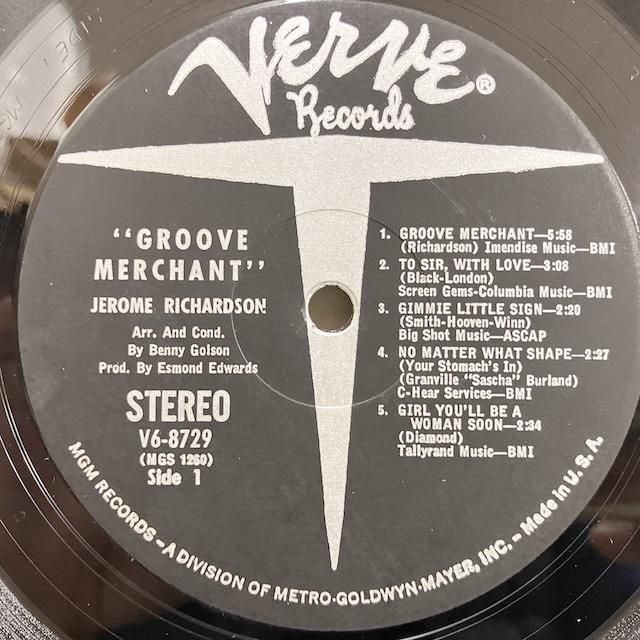 VERVE®
Records
"GROOVE
MERCHANT"
JEROME RICHARDSON
Arr. And Cond.
By Benny Golson
Prod. By Esmond Edwards
STEREO
V6-8729
(MGS 1260)
Side 1
1. GROOVE MERCHANT—5:58
(Richardson) Imendise Music—BMI
2. TO SIR, WITH LOVE—3:08
(Black-London)
Screen Gems-Columbia Music—BMI
3. GIMMIE LITTLE SIGN—2:20
(Smith-Hooven-Winn)
Big Shot Music—ASCAP
4. NO MATTER WHAT SHAPE—2:27
(Your Stomach's In)
(Granville "Sascha" Burland)
C-Hear Services—BMI
5. GIRL YOU'LL BE A
WOMAN SOON—2:34
(Diamond)
Tallyrand Music—BMI
MGM RECORDS—A DIVISION OF METRO-GOLDWYN-MAYER, INC.—Made in U.S.A.